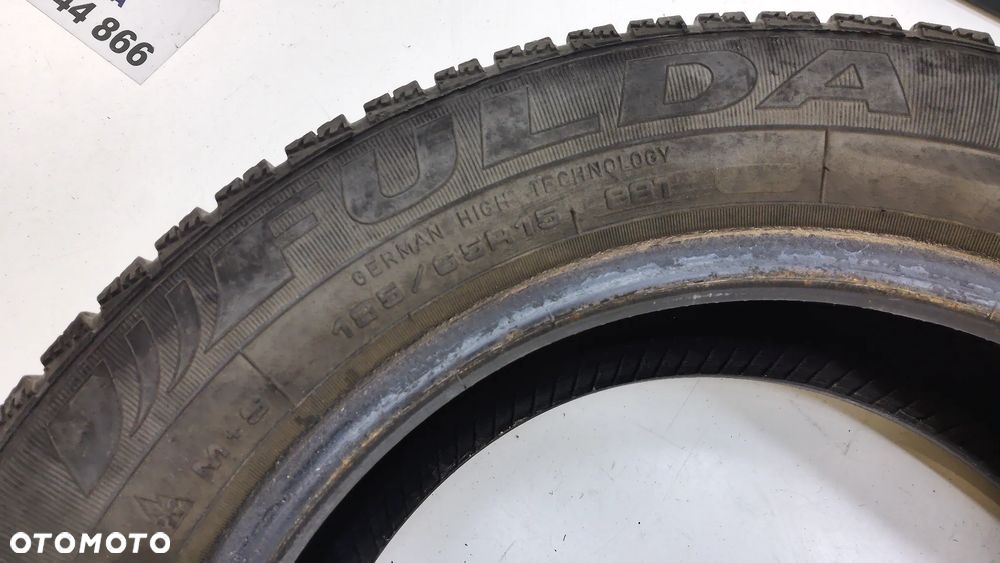 44 866
FULDA
GERMAN HIGH TECHNOLOGY
185/65R15 88T
M+S
OTOMOTO